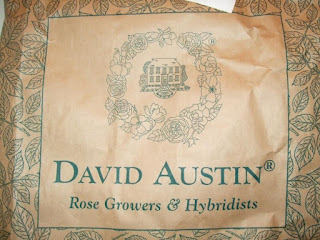 DAVID AUSTIN®
Rose Growers & Hybridists